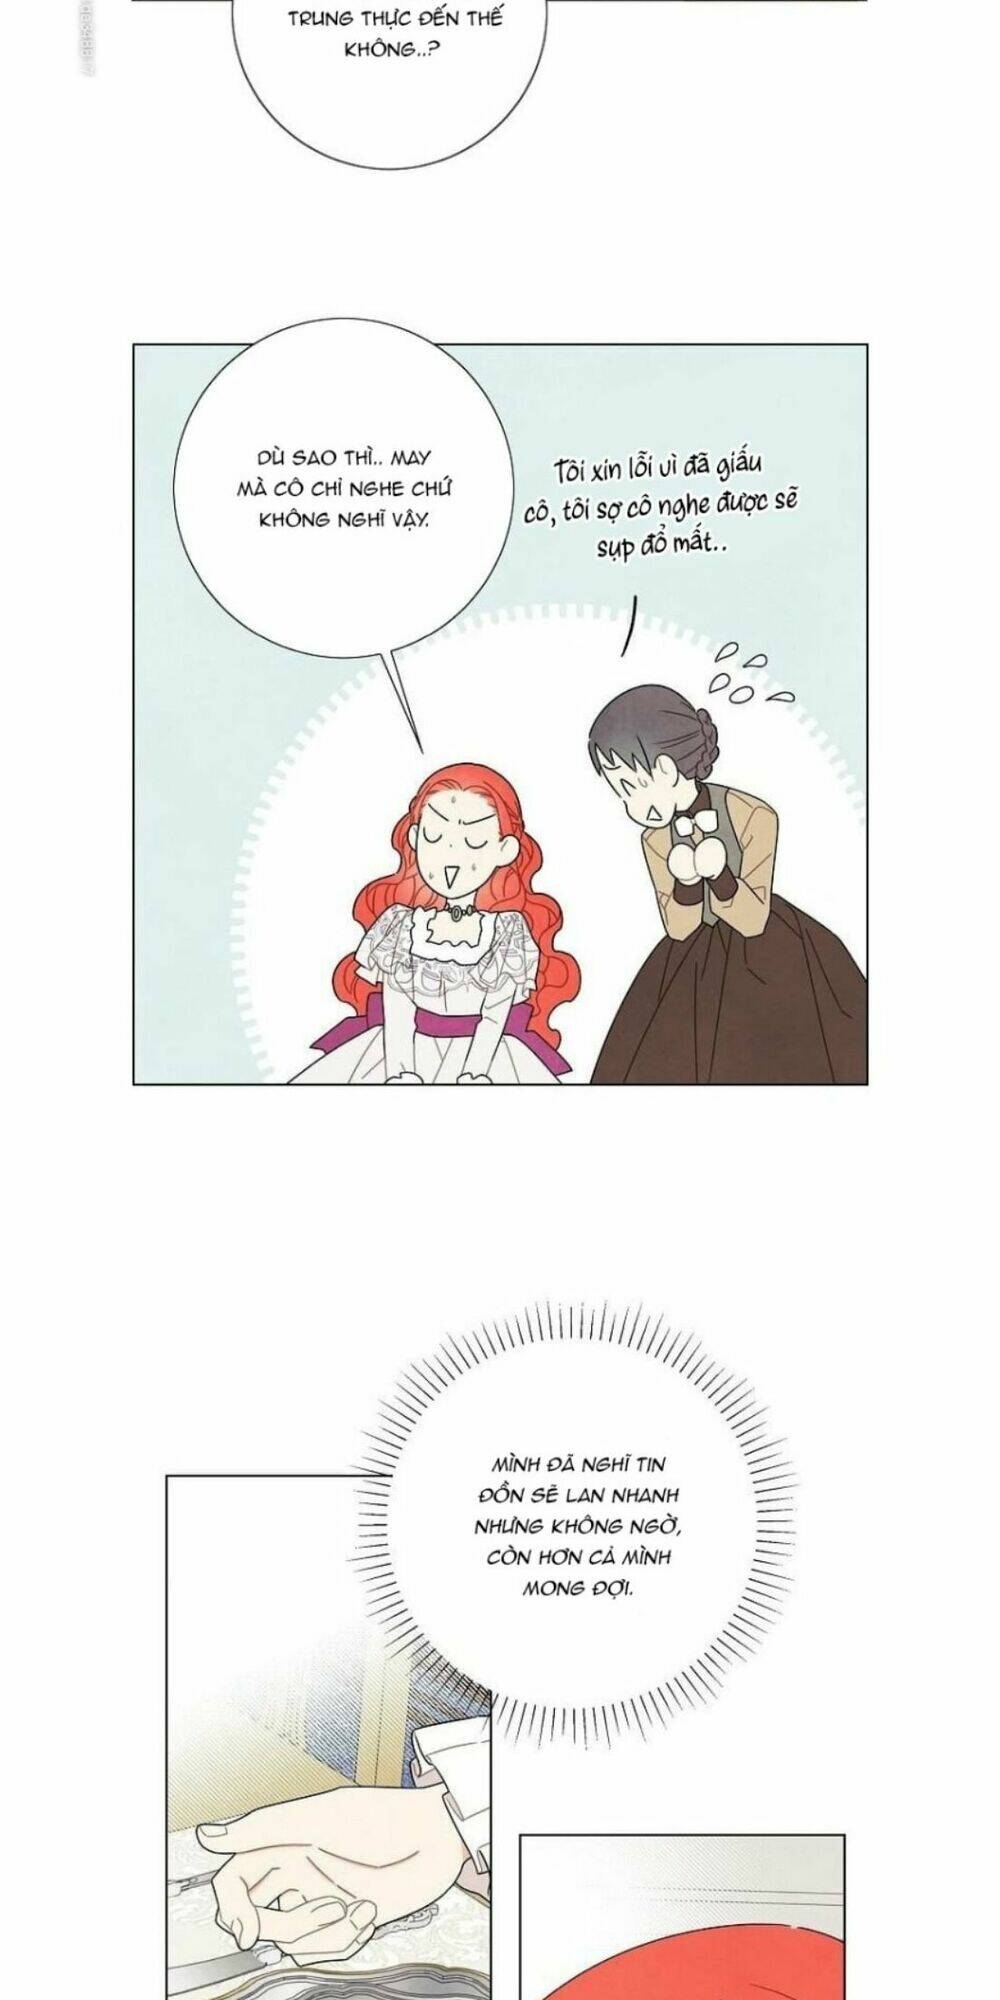 TRUNG THỰC ĐẾN THẾ
KHÔNG..?
DÙ SAO THÌ.. MAY
MÀ CÔ CHỈ NGHE CHỨ
KHÔNG NGHĨ VẬY.
Tôi xin lỗi vì đã giấu
cô, tôi sợ cô nghe được sẽ
sụp đổ mất..
MÌNH ĐÃ NGHĨ TIN
ĐỒN SẼ LAN NHANH
NHƯNG KHÔNG NGỜ,
CÒN HƠN CẢ MÌNH
MONG ĐỢI.